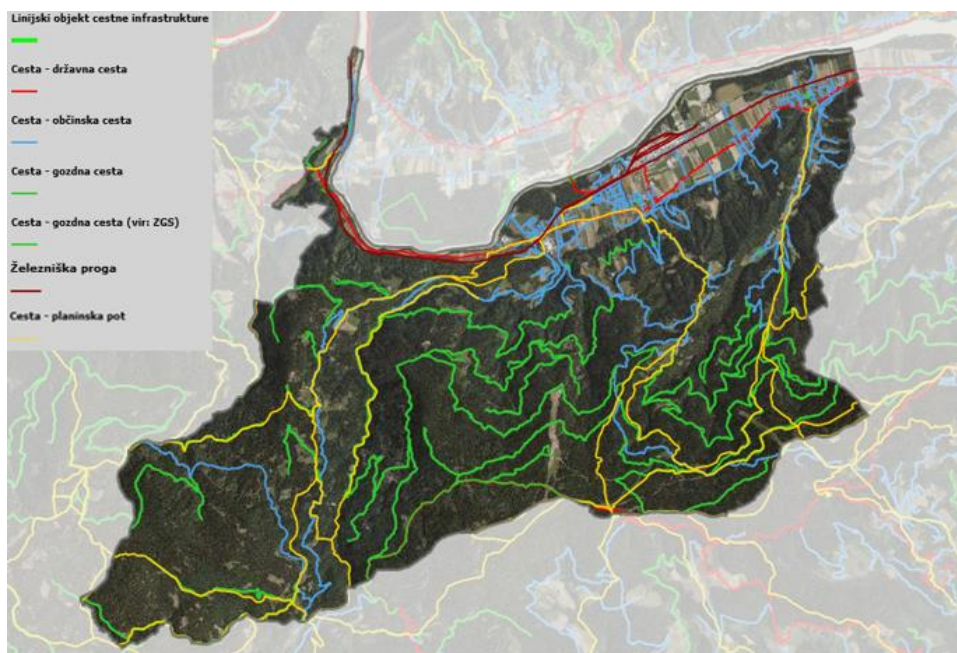 Linijski objekt cestne infrastrukture
Cesta - državna cesta
Cesta - občinska cesta
Cesta - gozdna cesta
Cesta - gozdna cesta (vir: ZGS)
Železniška proga
Cesta - planinska pot